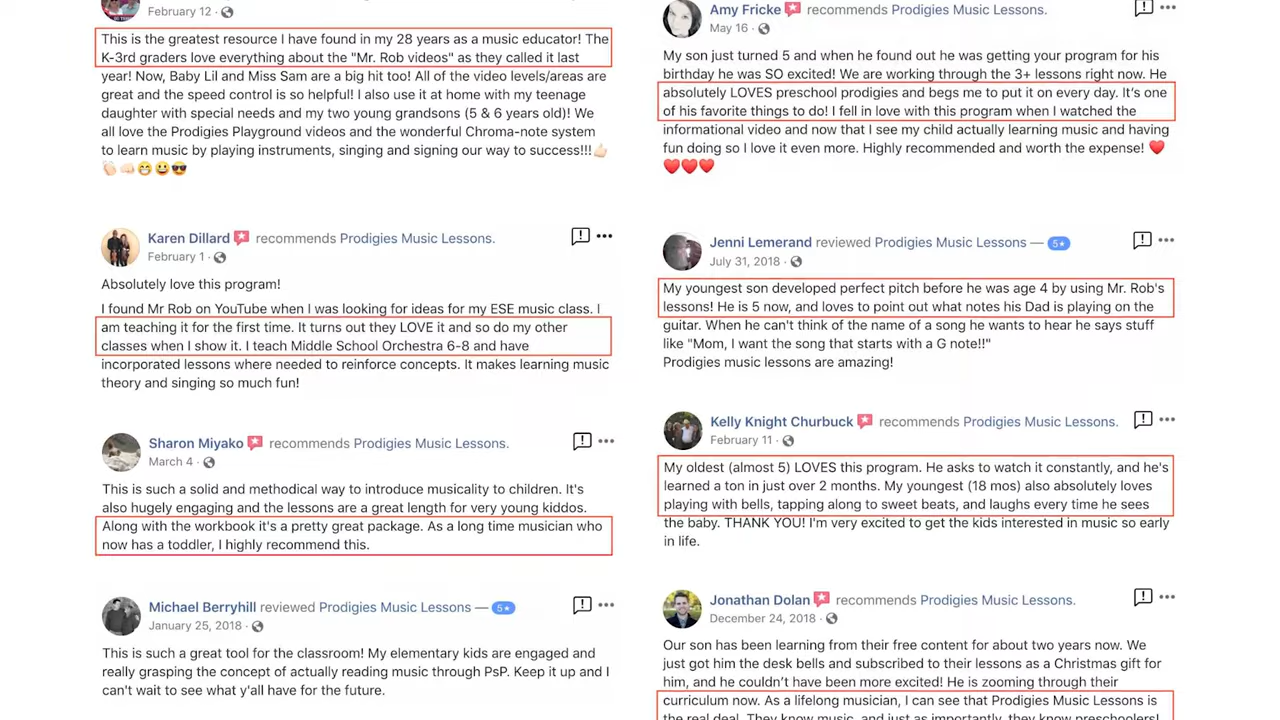 February 12 ·
This is the greatest resource I have found in my 28 years as a music educator! The
K-3rd graders love everything about the "Mr. Rob videos" as they called it last
year! Now, Baby Lil and Miss Sam are a big hit too! All of the video levels/areas are
great and the speed control is so helpful! I also use it at home with my teenage
daughter with special needs and my two young grandsons (5 & 6 years old)! We
all love the Prodigies Playground videos and the wonderful Chroma-note system
to learn music by playing instruments, singing and signing our way to success!!!👍🏻
👏🏻👊🏻😁😀😎
Karen Dillard recommends Prodigies Music Lessons.
February 1 ·
Absolutely love this program!
I found Mr Rob on YouTube when I was looking for ideas for my ESE music class. I
am teaching it for the first time. It turns out they LOVE it and so do my other
classes when I show it. I teach Middle School Orchestra 6-8 and have
incorporated lessons where needed to reinforce concepts. It makes learning music
theory and singing so much fun!
Sharon Miyako recommends Prodigies Music Lessons.
March 4 ·
This is such a solid and methodical way to introduce musicality to children. It's
also hugely engaging and the lessons are a great length for very young kiddos.
Along with the workbook it's a pretty great package. As a long time musician who
now has a toddler, I highly recommend this.
Michael Berryhill reviewed Prodigies Music Lessons — 5★
January 25, 2018 ·
This is such a great tool for the classroom! My elementary kids are engaged and
really grasping the concept of actually reading music through PsP. Keep it up and I
can't wait to see what y'all have for the future.
Amy Fricke recommends Prodigies Music Lessons.
May 16 ·
My son just turned 5 and when he found out he was getting your program for his
birthday he was SO excited! We are working through the 3+ lessons right now. He
absolutely LOVES preschool prodigies and begs me to put it on every day. It's one
of his favorite things to do! I fell in love with this program when I watched the
informational video and now that I see my child actually learning music and having
fun doing so I love it even more. Highly recommended and worth the expense! ❤️
❤️❤️❤️
Jenni Lemerand reviewed Prodigies Music Lessons — 5★
July 31, 2018 ·
My youngest son developed perfect pitch before he was age 4 by using Mr. Rob's
lessons! He is 5 now, and loves to point out what notes his Dad is playing on the
guitar. When he can't think of the name of a song he wants to hear he says stuff
like "Mom, I want the song that starts with a G note!!"
Prodigies music lessons are amazing!
Kelly Knight Churbuck recommends Prodigies Music Lessons.
February 11 ·
My oldest (almost 5) LOVES this program. He asks to watch it constantly, and he's
learned a ton in just over 2 months. My youngest (18 mos) also absolutely loves
playing with bells, tapping along to sweet beats, and laughs every time he sees
the baby. THANK YOU! I'm very excited to get the kids interested in music so early
in life.
Jonathan Dolan recommends Prodigies Music Lessons.
December 24, 2018 ·
Our son has been learning from their free content for about two years now. We
just got him the desk bells and subscribed to their lessons as a Christmas gift for
him, and he couldn't have been more excited! He is zooming through their
curriculum now. As a lifelong musician, I can see that Prodigies Music Lessons is
the real deal. They know music, and just as importantly, they know preschoolers!